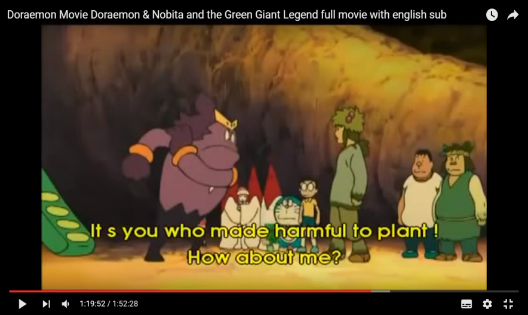 Doraemon Movie Doraemon & Nobita and the Green Giant Legend full movie with english sub
It s you who made harmful to plant !
How about me?
1:19:52 / 1:52:28